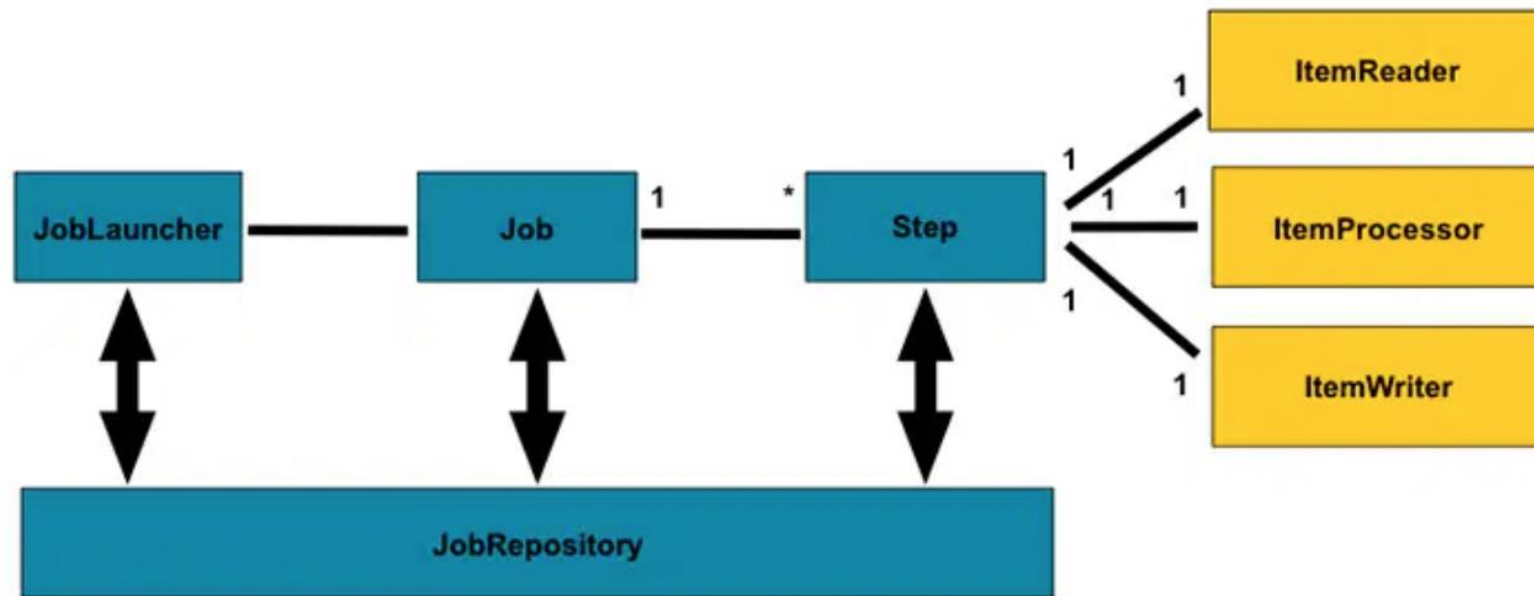 ItemReader
1
1
JobLauncher
Job
1
*
Step
1
1
ItemProcessor
1
1
ItemWriter
JobRepository